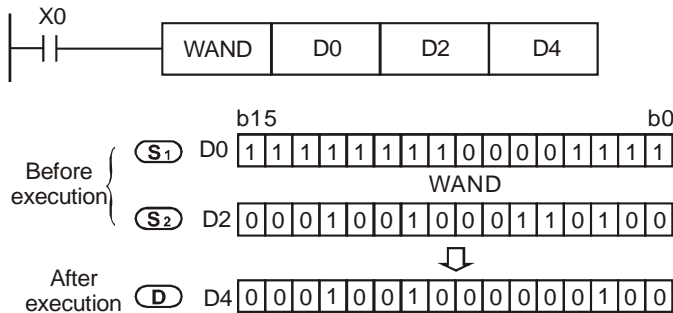 X0
WAND D0 D2 D4
b15 b0
S1 D0 1 1 1 1 1 1 1 1 0 0 0 0 1 1 1 1
Before
execution
WAND
S2 D2 0 0 0 1 0 0 1 0 0 0 1 1 0 1 0 0
After
execution
D D4 0 0 0 1 0 0 1 0 0 0 0 0 0 1 0 0